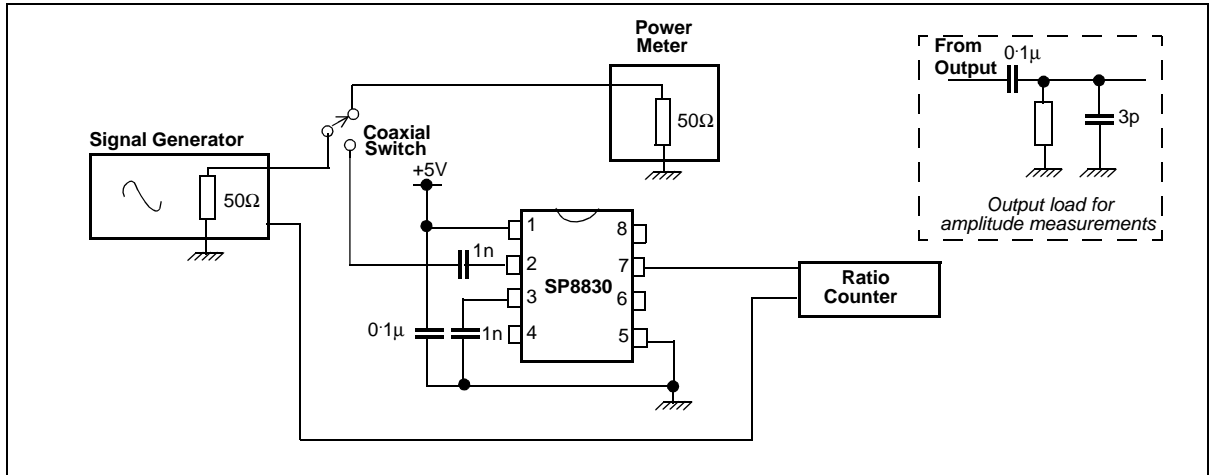 Power
Meter
50Ω
From
Output
0·1µ
3p
Output load for
amplitude measurements
Signal Generator
50Ω
Coaxial
Switch
+5V
1n
0·1µ
1n
1
2
3
4
SP8830
8
7
6
5
Ratio
Counter